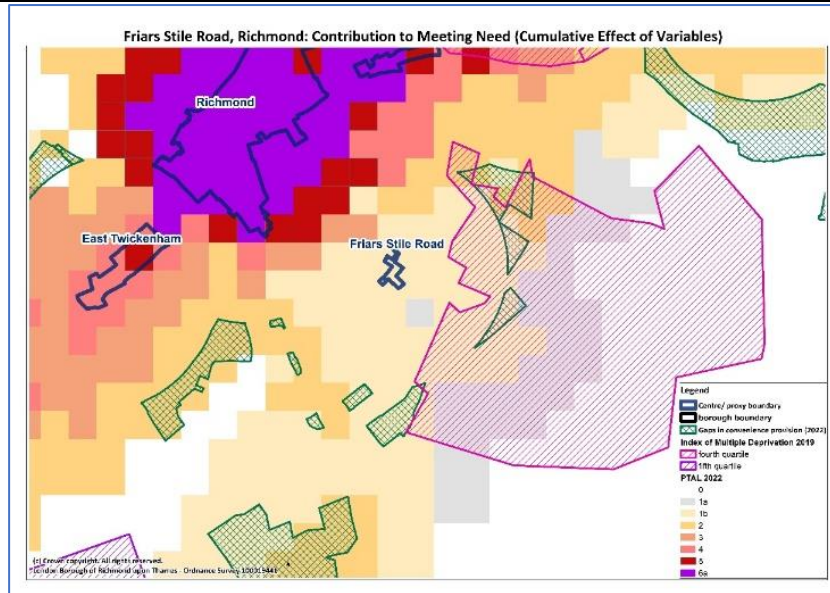 Friars Stile Road, Richmond: Contribution to Meeting Need (Cumulative Effect of Variables)
Richmond
East Twickenham
Friars Stile Road
Legend
Centre/ proxy boundary
borough boundary
Gaps in convenience provision (2022)
Index of Multiple Deprivation 2019
fourth quartile
fifth quartile
PTAL 2022
0
1a
1b
2
3
4
5
6a
(c) Crown copyright. All rights reserved.
London Borough of Richmond upon Thames - Ordnance Survey